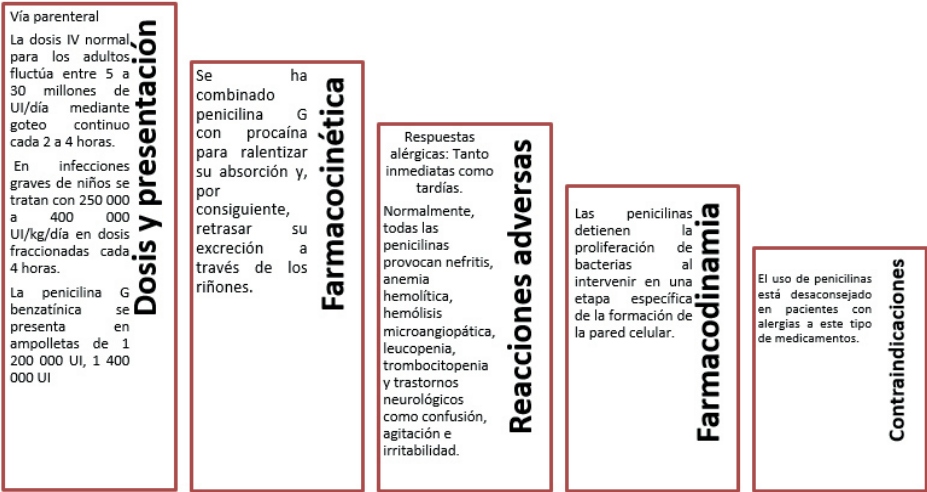 Vía parenteral
La dosis IV normal
para los adultos
fluctúa entre 5 a
30 millones de
UI/día mediante
goteo continuo
cada 2 a 4 horas.
En infecciones
graves de niños se
tratan con 250 000
a 400 000
UI/kg/día en dosis
fraccionadas cada
4 horas.
La penicilina G
benzatínica se
presenta en
ampolletas de 1
200 000 UI, 1 400
000 UI
Dosis y presentación
Se ha
combinado
penicilina G
con procaína
para ralentizar
su absorción y,
por
consiguiente,
retrasar su
excreción a
través de los
riñones.
Farmacocinética
Respuestas
alérgicas: Tanto
inmediatas como
tardías.
Normalmente,
todas las
penicilinas
provocan nefritis,
anemia
hemolítica,
hemólisis
microangiopática,
leucopenia,
trombocitopenia
y trastornos
neurológicos
como confusión,
agitación e
irritabilidad.
Reacciones adversas
Las penicilinas
detienen la
proliferación de
bacterias al
intervenir en una
etapa específica
de la formación de
la pared celular.
Farmacodinamia
El uso de penicilinas
está desaconsejado
en pacientes con
alergias a este tipo
de medicamentos.
Contraindicaciones